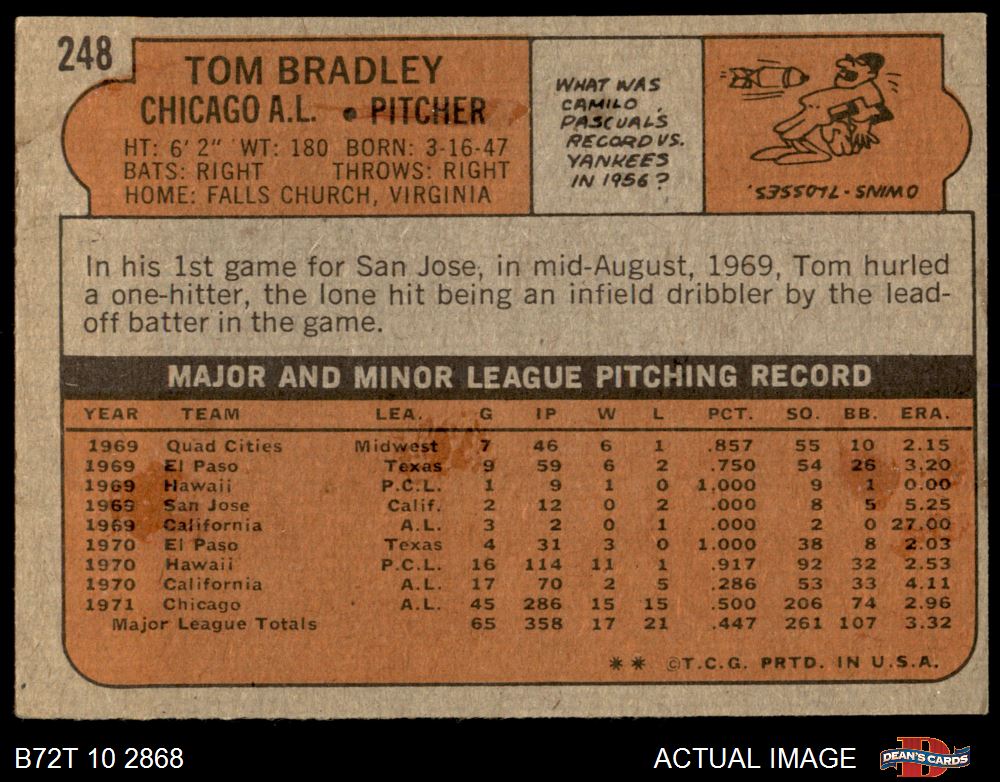 248
TOM BRADLEY
CHICAGO A.L. • PITCHER
HT: 6' 2" WT: 180 BORN: 3-16-47
BATS: RIGHT THROWS: RIGHT
HOME: FALLS CHURCH, VIRGINIA
WHAT WAS
CAMILO
PASCUALS
RECORD VS.
YANKEES
IN 1956?
OWINS-7LOSSES.
In his 1st game for San Jose, in mid-August, 1969, Tom hurled
a one-hitter, the lone hit being an infield dribbler by the lead-
off batter in the game.
MAJOR AND MINOR LEAGUE PITCHING RECORD
YEAR TEAM LEA. G IP W L PCT. SO. BB. ERA.
1969 Quad Cities Midwest 7 46 6 1 .857 55 10 2.15
1969 El Paso Texas 9 59 6 2 .750 54 26 3.20
1969 Hawaii P.C.L. 1 9 1 0 1.000 9 1 0.00
1969 San Jose Calif. 2 12 0 2 .000 8 5 5.25
1969 California A.L. 3 2 0 1 .000 2 0 27.00
1970 El Paso Texas 4 31 3 0 1.000 38 8 2.03
1970 Hawaii P.C.L. 16 114 11 1 .917 92 32 2.53
1970 California A.L. 17 70 2 5 .286 53 33 4.11
1971 Chicago A.L. 45 286 15 15 .500 206 74 2.96
Major League Totals 65 358 17 21 .447 261 107 3.32
** ©T.C.G. PRTD. IN U.S.A.
B72T 10 2868
ACTUAL IMAGE
DEAN'S CARDS